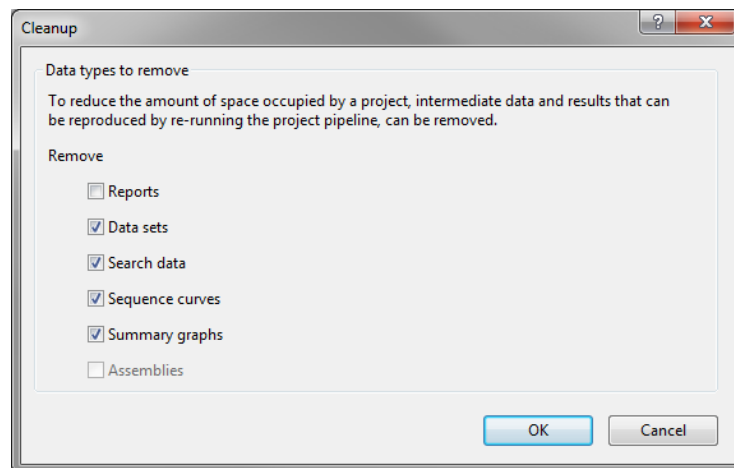 Cleanup
Data types to remove
To reduce the amount of space occupied by a project, intermediate data and results that can
be reproduced by re-running the project pipeline, can be removed.
Remove
Reports
Data sets
Search data
Sequence curves
Summary graphs
Assemblies
OK Cancel